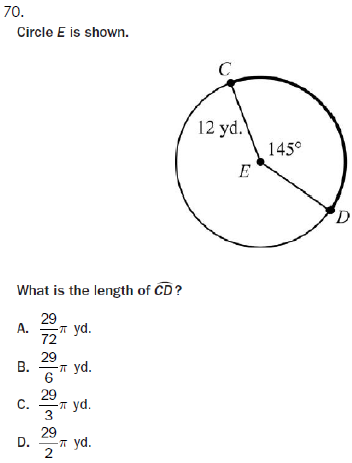 70.
Circle E is shown.
C
12 yd.
145°
E
D
What is the length of C͡D?
A. 29/72 π yd.
B. 29/6 π yd.
C. 29/3 π yd.
D. 29/2 π yd.